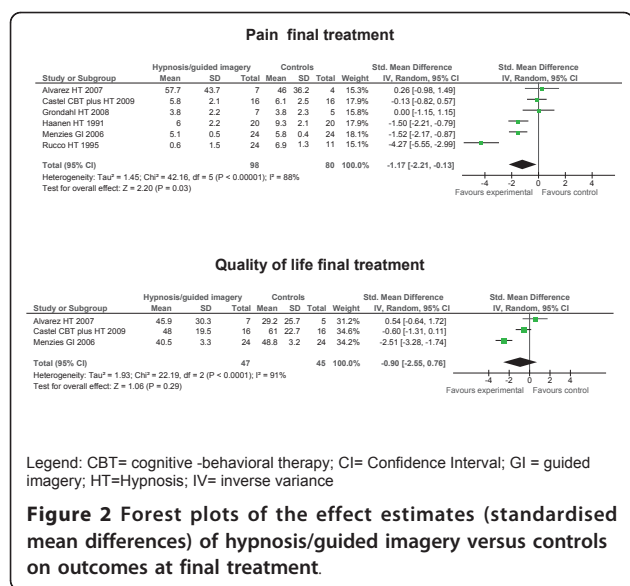 Pain final treatment
Hypnosis/guided imagery Controls Std. Mean Difference Std. Mean Difference
Study or Subgroup Mean SD Total Mean SD Total Weight IV, Random, 95% CI IV, Random, 95% CI
Alvarez HT 2007 57.7 43.7 7 46 36.2 4 15.3% 0.26 [-0.98, 1.49]
Castel CBT plus HT 2009 5.8 2.1 16 6.1 2.5 16 17.6% -0.13 [-0.82, 0.57]
Grondahl HT 2008 3.8 2.2 7 3.8 2.3 5 15.6% 0.00 [-1.15, 1.15]
Haanen HT 1991 6 2.2 20 9.3 2.1 20 17.9% -1.50 [-2.21, -0.79]
Menzies GI 2006 5.1 0.5 24 5.8 0.4 24 18.1% -1.52 [-2.17, -0.87]
Rucco HT 1995 0.6 1.5 24 6.9 1.3 11 15.5% -4.27 [-5.55, -2.99]
Total (95% CI) 98 80 100.0% -1.17 [-2.21, -0.13]
Heterogeneity: Tau² = 1.45; Chi² = 42.16, df = 5 (P < 0.00001); I² = 88%
Test for overall effect: Z = 2.20 (P = 0.03)
-4 -2 0 2 4
Favours experimental Favours control
Quality of life final treatment
Hypnosis/guided imagery Controls Std. Mean Difference Std. Mean Difference
Study or Subgroup Mean SD Total Mean SD Total Weight IV, Random, 95% CI IV, Random, 95% CI
Alvarez HT 2007 45.9 30.3 7 29.2 25.7 5 31.2% 0.54 [-0.64, 1.72]
Castel CBT plus HT 2009 48 19.5 16 61 22.7 16 34.6% -0.60 [-1.31, 0.11]
Menzies GI 2006 40.5 3.3 24 48.8 3.2 24 34.2% -2.51 [-3.28, -1.74]
Total (95% CI) 47 45 100.0% -0.90 [-2.55, 0.76]
Heterogeneity: Tau² = 1.93; Chi² = 22.19, df = 2 (P < 0.0001); I² = 91%
Test for overall effect: Z = 1.06 (P = 0.29)
-4 -2 0 2 4
Favours experimental Favours control
Legend: CBT= cognitive -behavioral therapy; CI= Confidence Interval; GI = guided
imagery; HT=Hypnosis; IV= inverse variance
Figure 2 Forest plots of the effect estimates (standardised
mean differences) of hypnosis/guided imagery versus controls
on outcomes at final treatment.